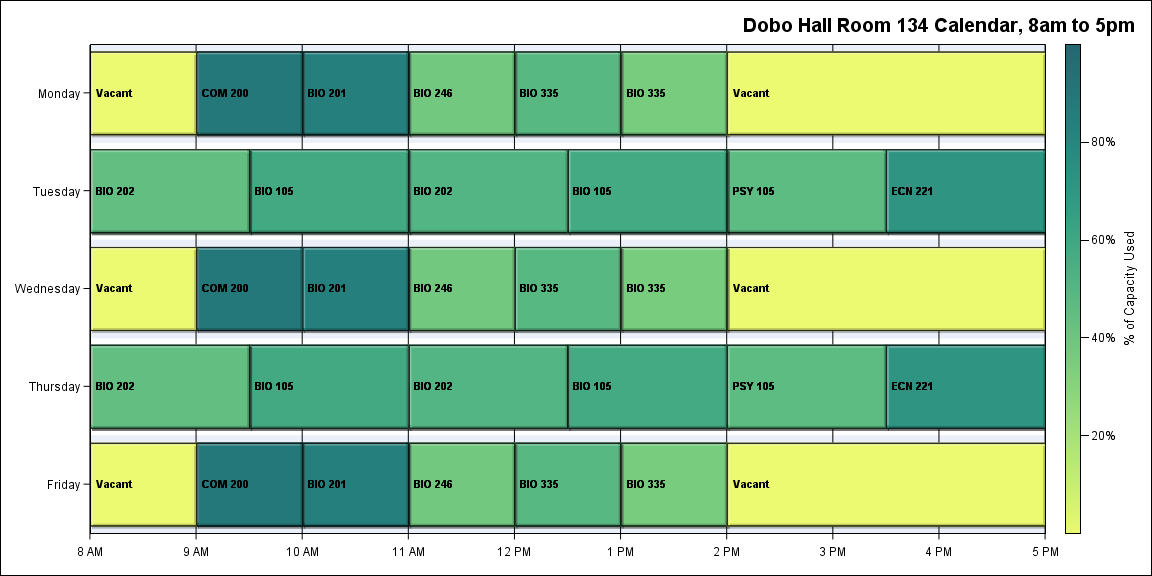 Dobo Hall Room 134 Calendar, 8am to 5pm
Monday
Vacant
COM 200
BIO 201
BIO 246
BIO 335
BIO 335
Vacant
Tuesday
BIO 202
BIO 105
BIO 202
BIO 105
PSY 105
ECN 221
Wednesday
Vacant
COM 200
BIO 201
BIO 246
BIO 335
BIO 335
Vacant
Thursday
BIO 202
BIO 105
BIO 202
BIO 105
PSY 105
ECN 221
Friday
Vacant
COM 200
BIO 201
BIO 246
BIO 335
BIO 335
Vacant
8 AM
9 AM
10 AM
11 AM
12 PM
1 PM
2 PM
3 PM
4 PM
5 PM
80%
60%
40%
20%
% of Capacity Used